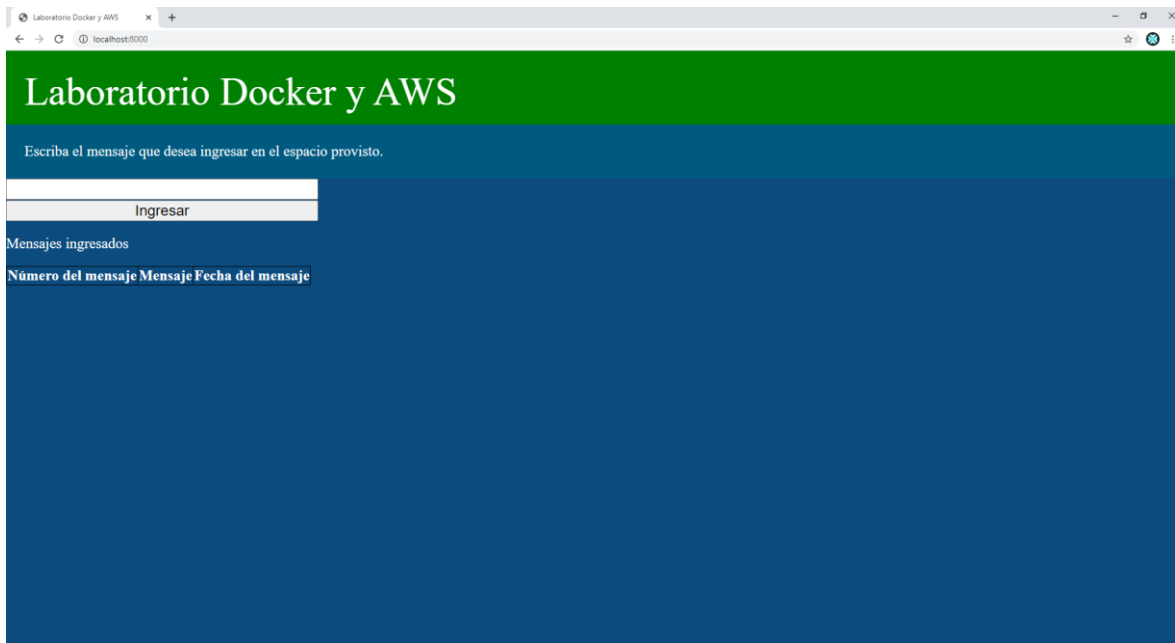 Laboratorio Docker y AWS
localhost:8000
Laboratorio Docker y AWS
Escriba el mensaje que desea ingresar en el espacio provisto.
Ingresar
Mensajes ingresados
Número del mensaje Mensaje Fecha del mensaje